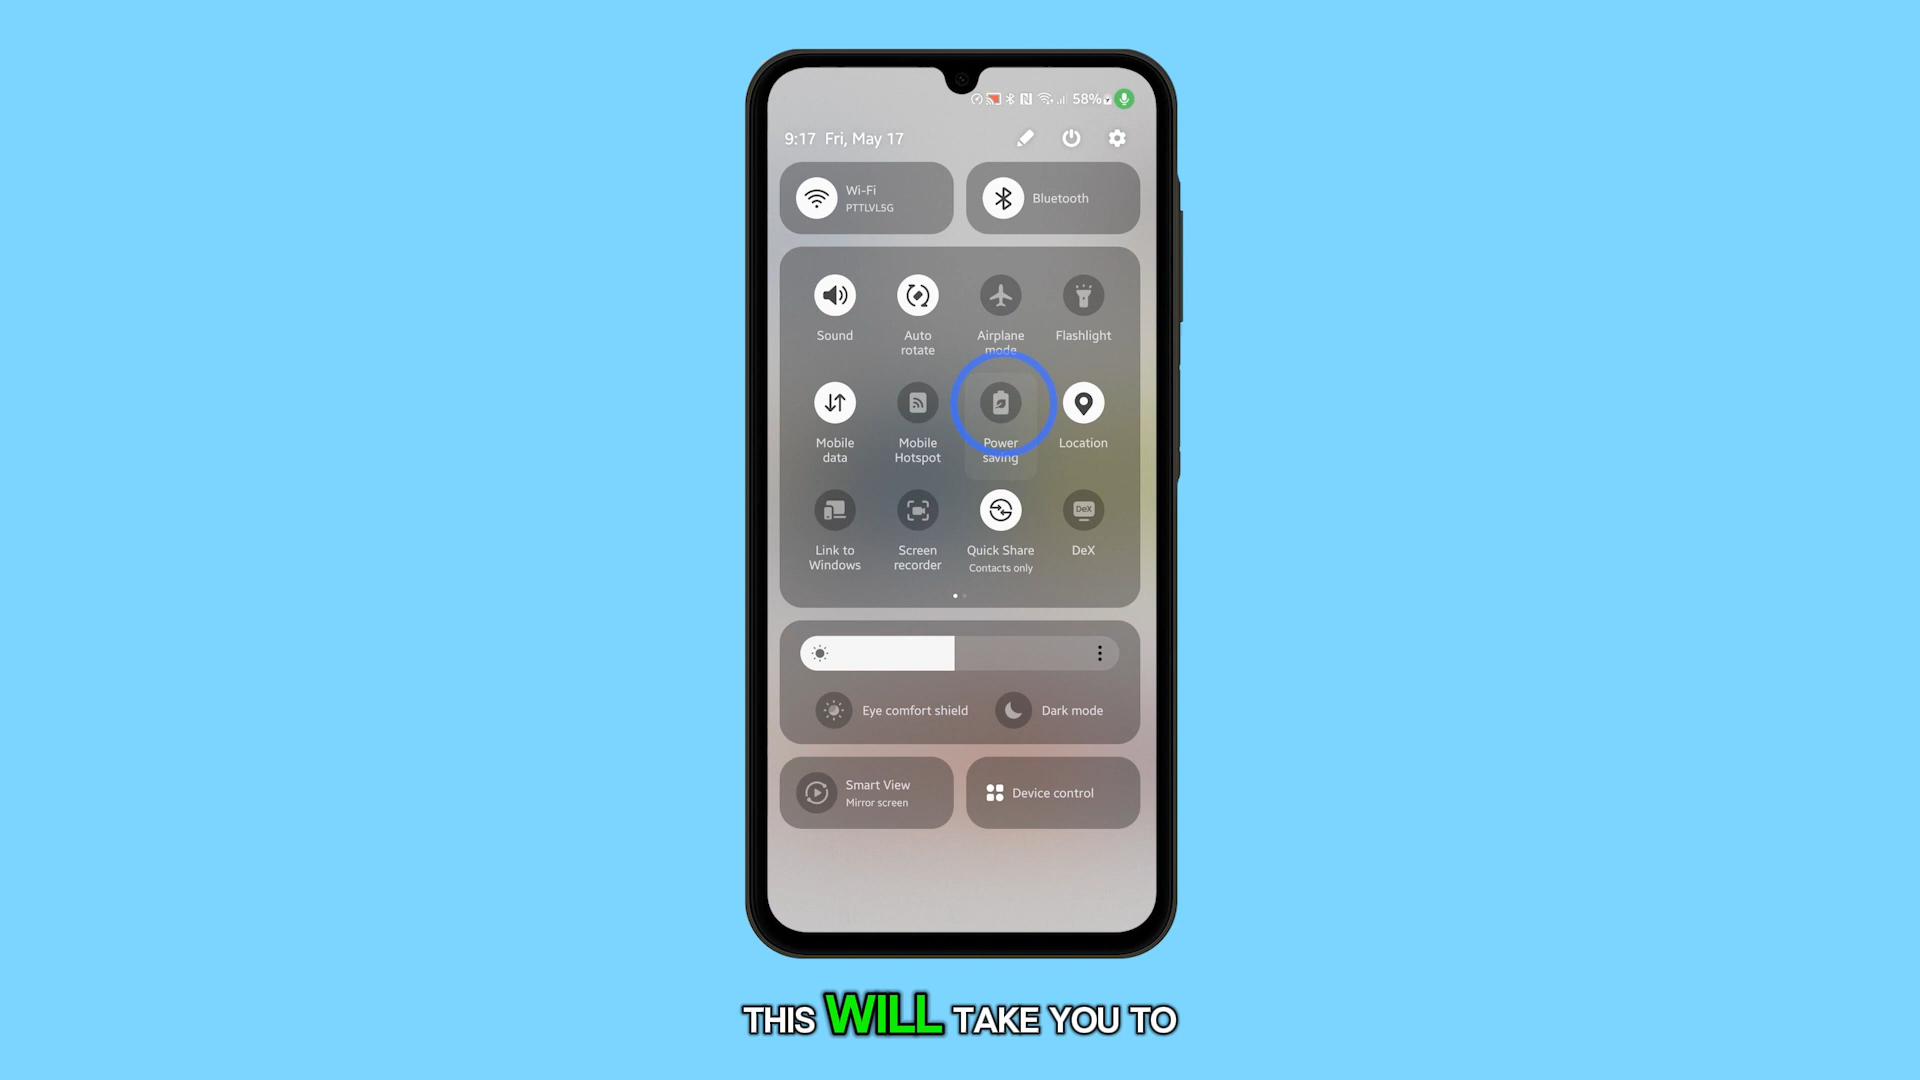 58%
9:17 Fri, May 17
Wi-Fi
PTTLVL5G
Bluetooth
Sound
Auto
rotate
Airplane
mode
Flashlight
Mobile
data
Mobile
Hotspot
Power
saving
Location
Link to
Windows
Screen
recorder
Quick Share
Contacts only
DeX
DeX
Eye comfort shield
Dark mode
Smart View
Mirror screen
Device control
THIS WILL TAKE YOU TO